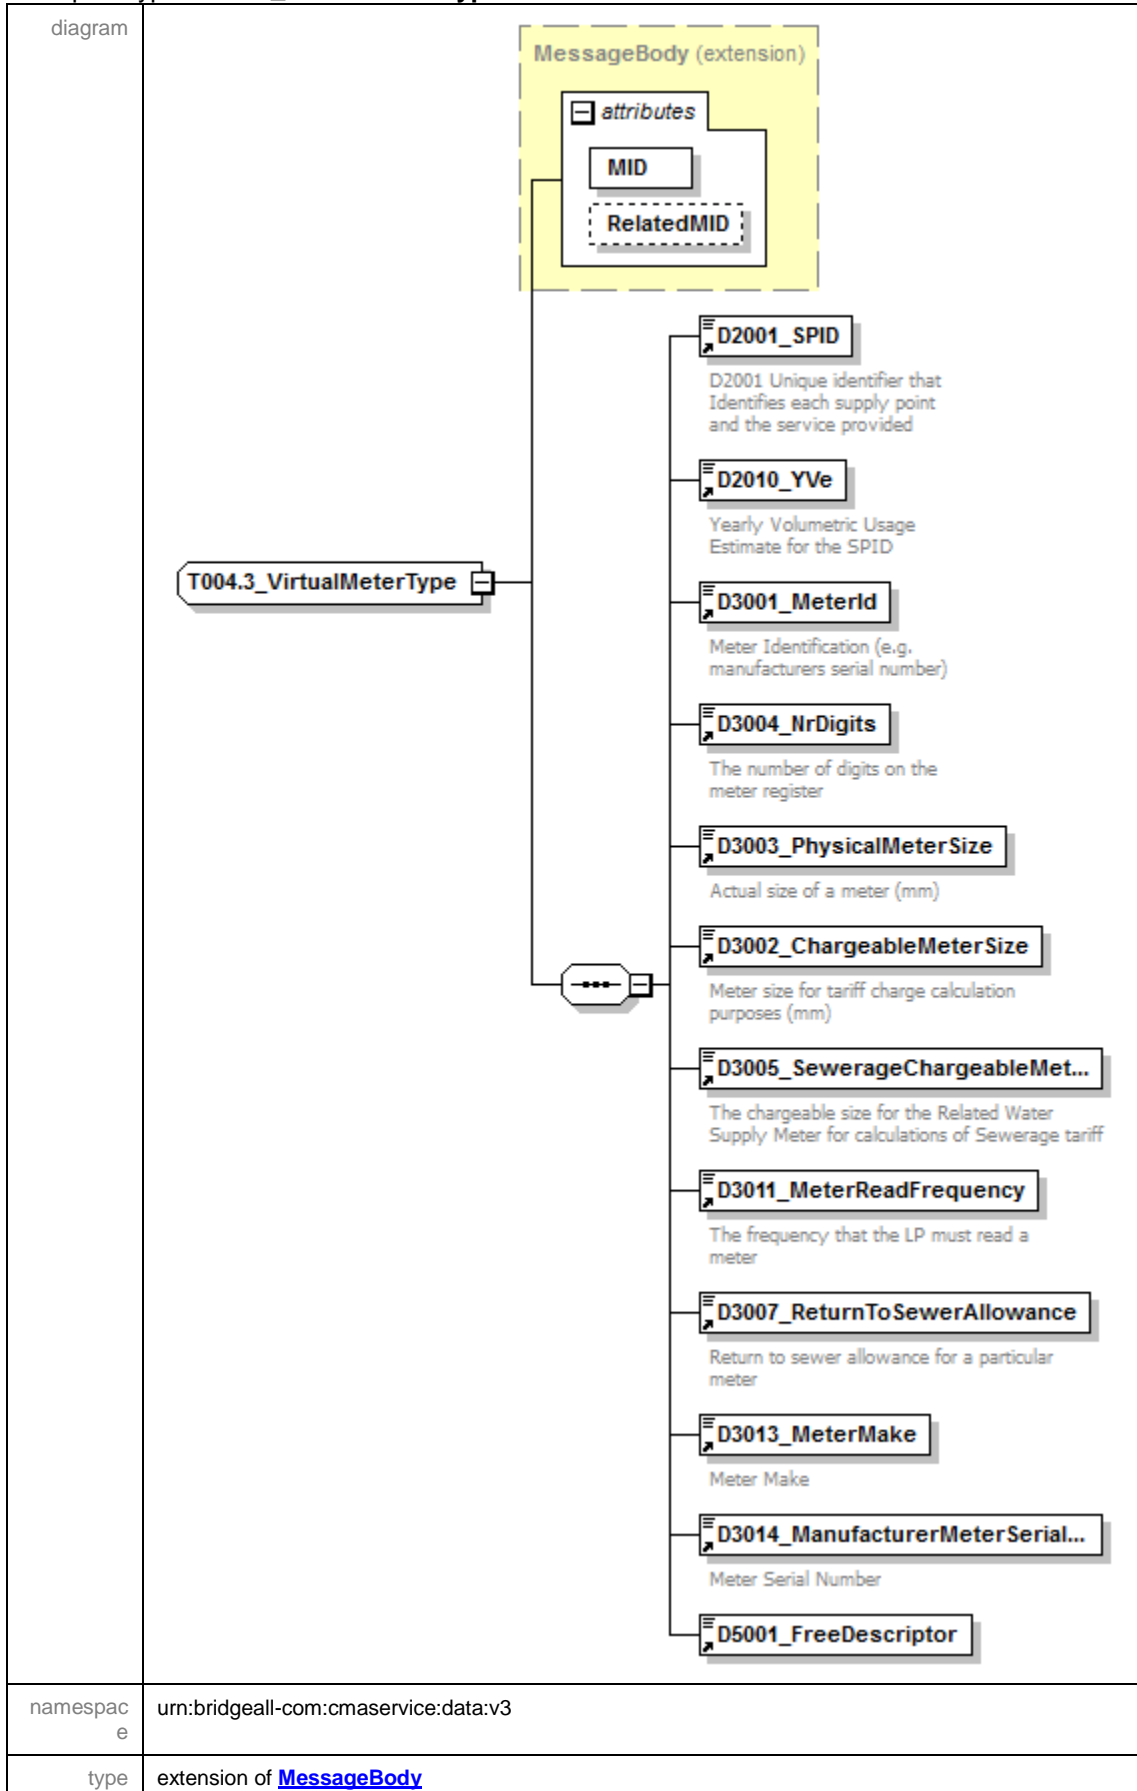 diagram
MessageBody (extension)
attributes
MID
RelatedMID
D2001_SPID
D2001 Unique identifier that
Identifies each supply point
and the service provided
D2010_YVe
Yearly Volumetric Usage
Estimate for the SPID
T004.3_VirtualMeterType
D3001_MeterId
Meter Identification (e.g.
manufacturers serial number)
D3004_NrDigits
The number of digits on the
meter register
D3003_PhysicalMeterSize
Actual size of a meter (mm)
D3002_ChargeableMeterSize
Meter size for tariff charge calculation
purposes (mm)
D3005_SewerageChargeableMet...
The chargeable size for the Related Water
Supply Meter for calculations of Sewerage tariff
D3011_MeterReadFrequency
The frequency that the LP must read a
meter
D3007_ReturnToSewerAllowance
Return to sewer allowance for a particular
meter
D3013_MeterMake
Meter Make
D3014_ManufacturerMeterSerial...
Meter Serial Number
D5001_FreeDescriptor
namespac
e
urn:bridgeall-com:cmaservice:data:v3
type
extension of MessageBody